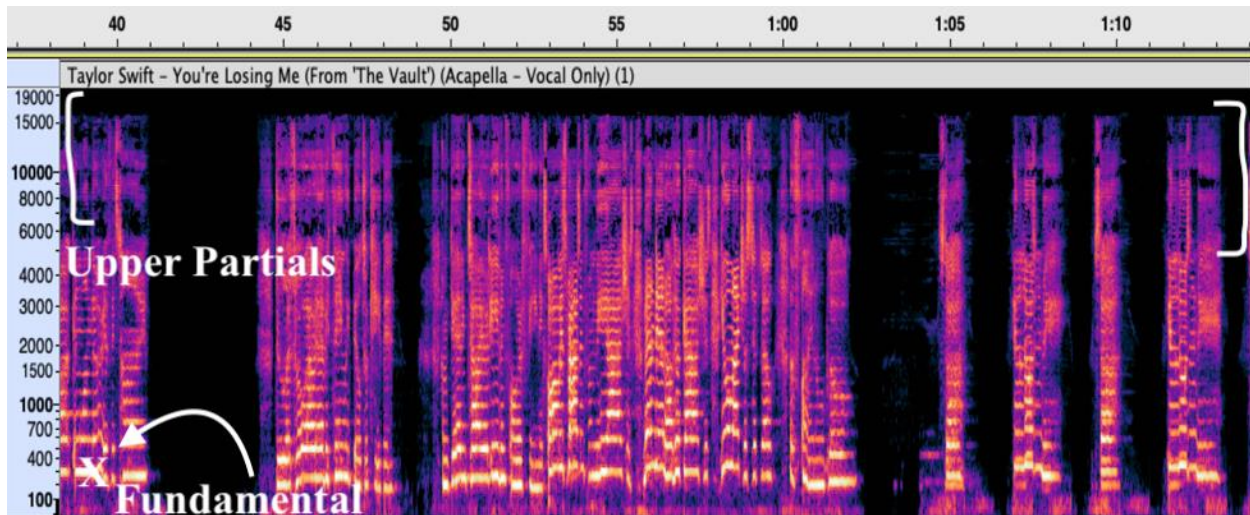 40 45 50 55 1:00 1:05 1:10
Taylor Swift – You're Losing Me (From 'The Vault') (Acapella – Vocal Only) (1)
19000
15000
10000
8000
6000
Upper Partials
4000
3000
2000
1500
1000
700
400
X
Fundamental
100